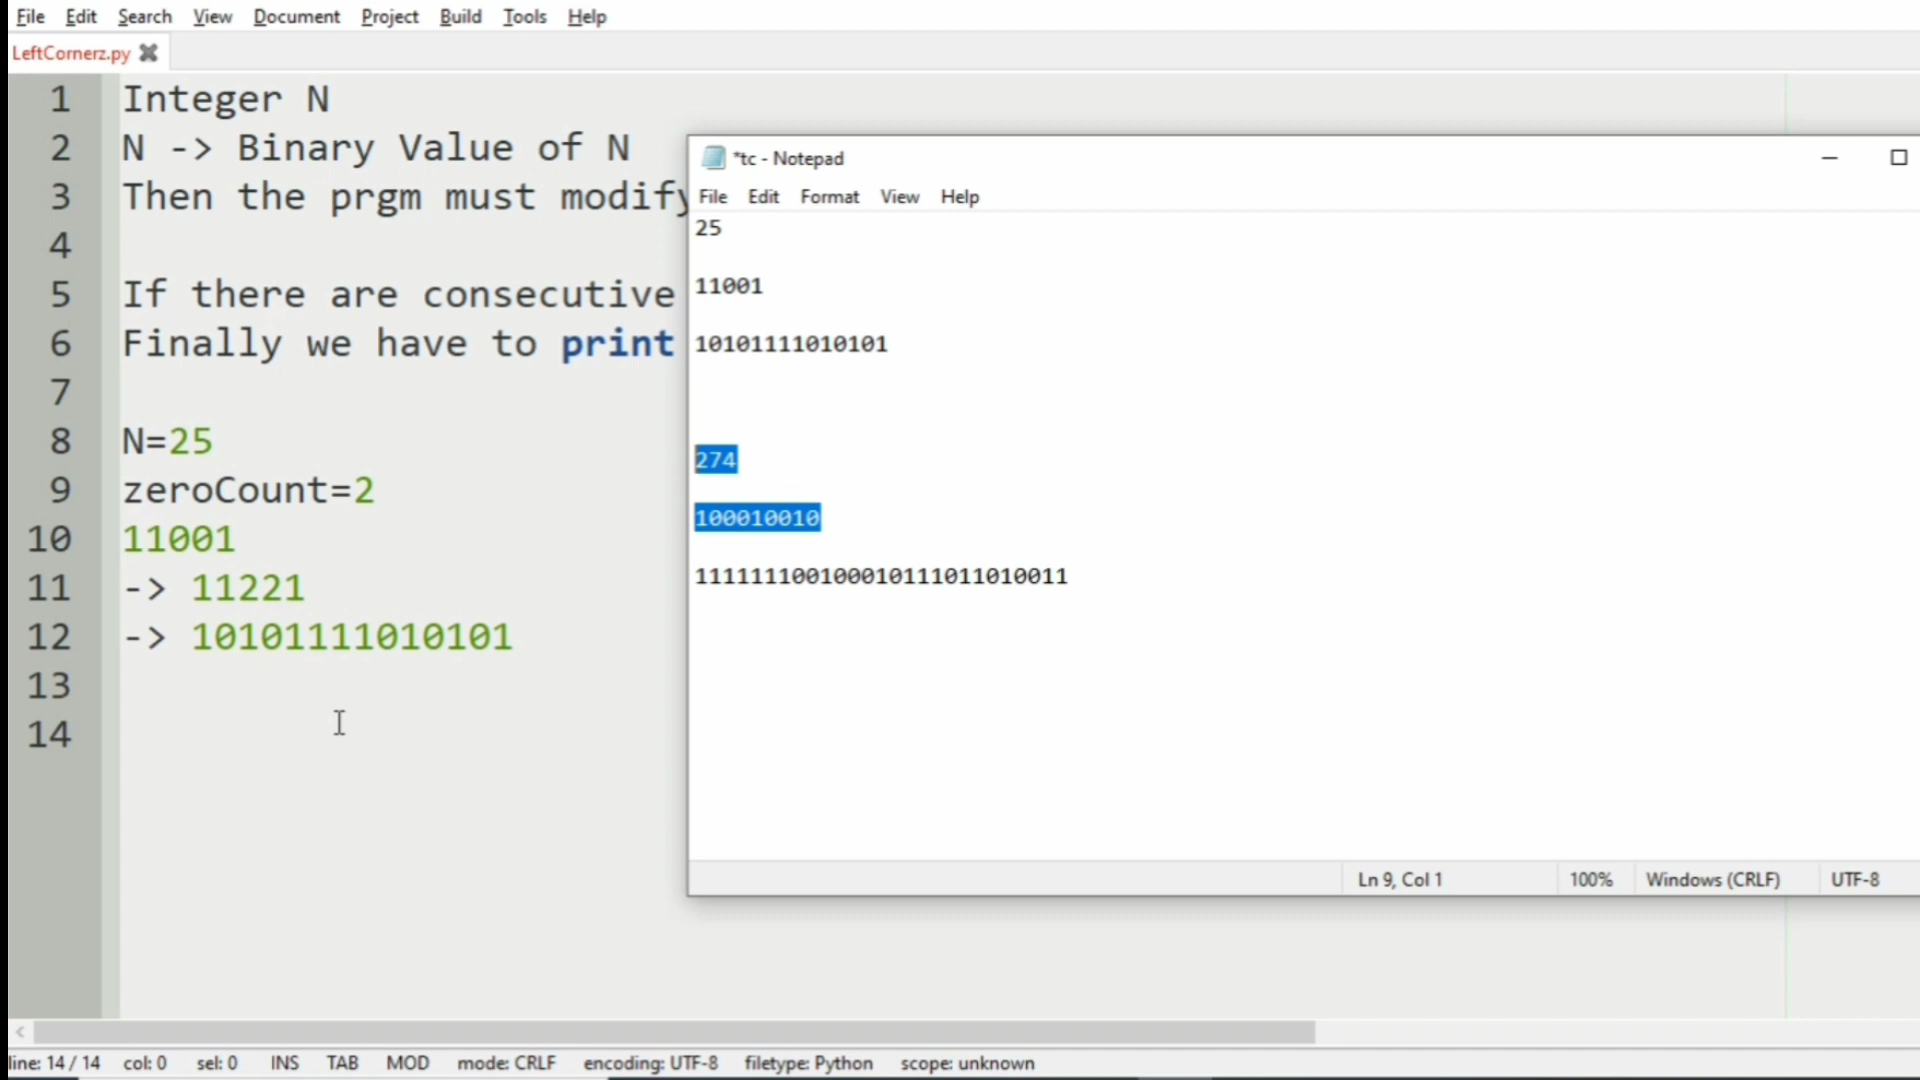 File Edit Search View Document Project Build Tools Help
LeftCornerz.py
1 Integer N
2 N -> Binary Value of N
3 Then the prgm must modify
4
5 If there are consecutive
6 Finally we have to print
7
8 N=25
9 zeroCount=2
10 11001
11 -> 11221
12 -> 10101111010101
13
14
*tc - Notepad
File Edit Format View Help
25
11001
10101111010101
274
100010010
111111100100010111011010011
Ln 9, Col 1 100% Windows (CRLF) UTF-8
line: 14 / 14 col: 0 sel: 0 INS TAB MOD mode: CRLF encoding: UTF-8 filetype: Python scope: unknown